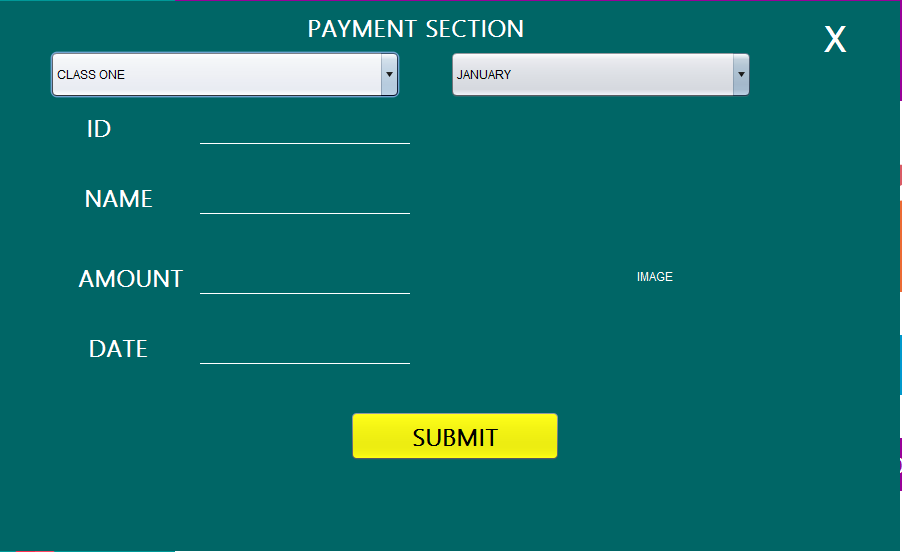 PAYMENT SECTION
X
CLASS ONE
JANUARY
ID
NAME
AMOUNT
IMAGE
DATE
SUBMIT